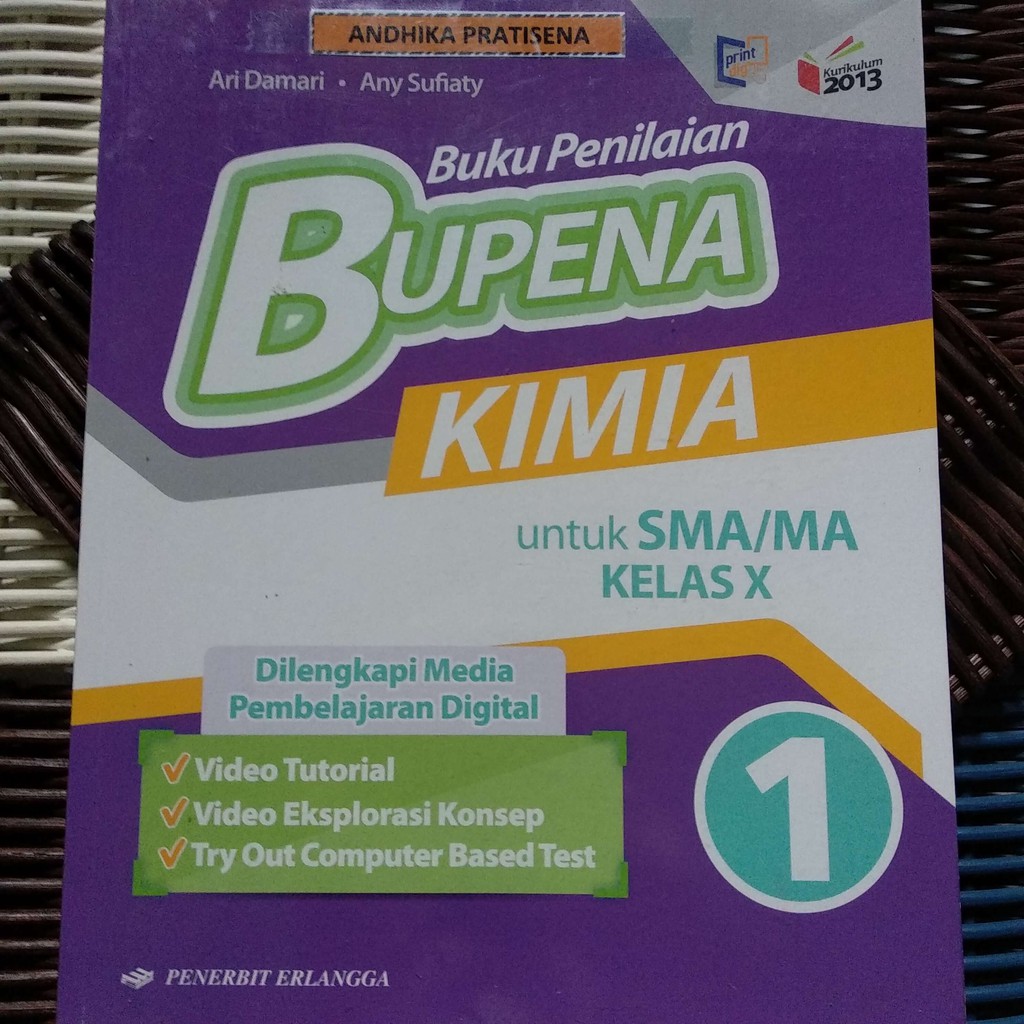 ANDHIKA PRATISENA
Ari Damari • Any Sufiaty
print
Kurikulum
2013
Buku Penilaian
BUPENA
KIMIA
untuk SMA/MA
KELAS X
Dilengkapi Media
Pembelajaran Digital
Video Tutorial
Video Eksplorasi Konsep
Try Out Computer Based Test
1
PENERBIT ERLANGGA